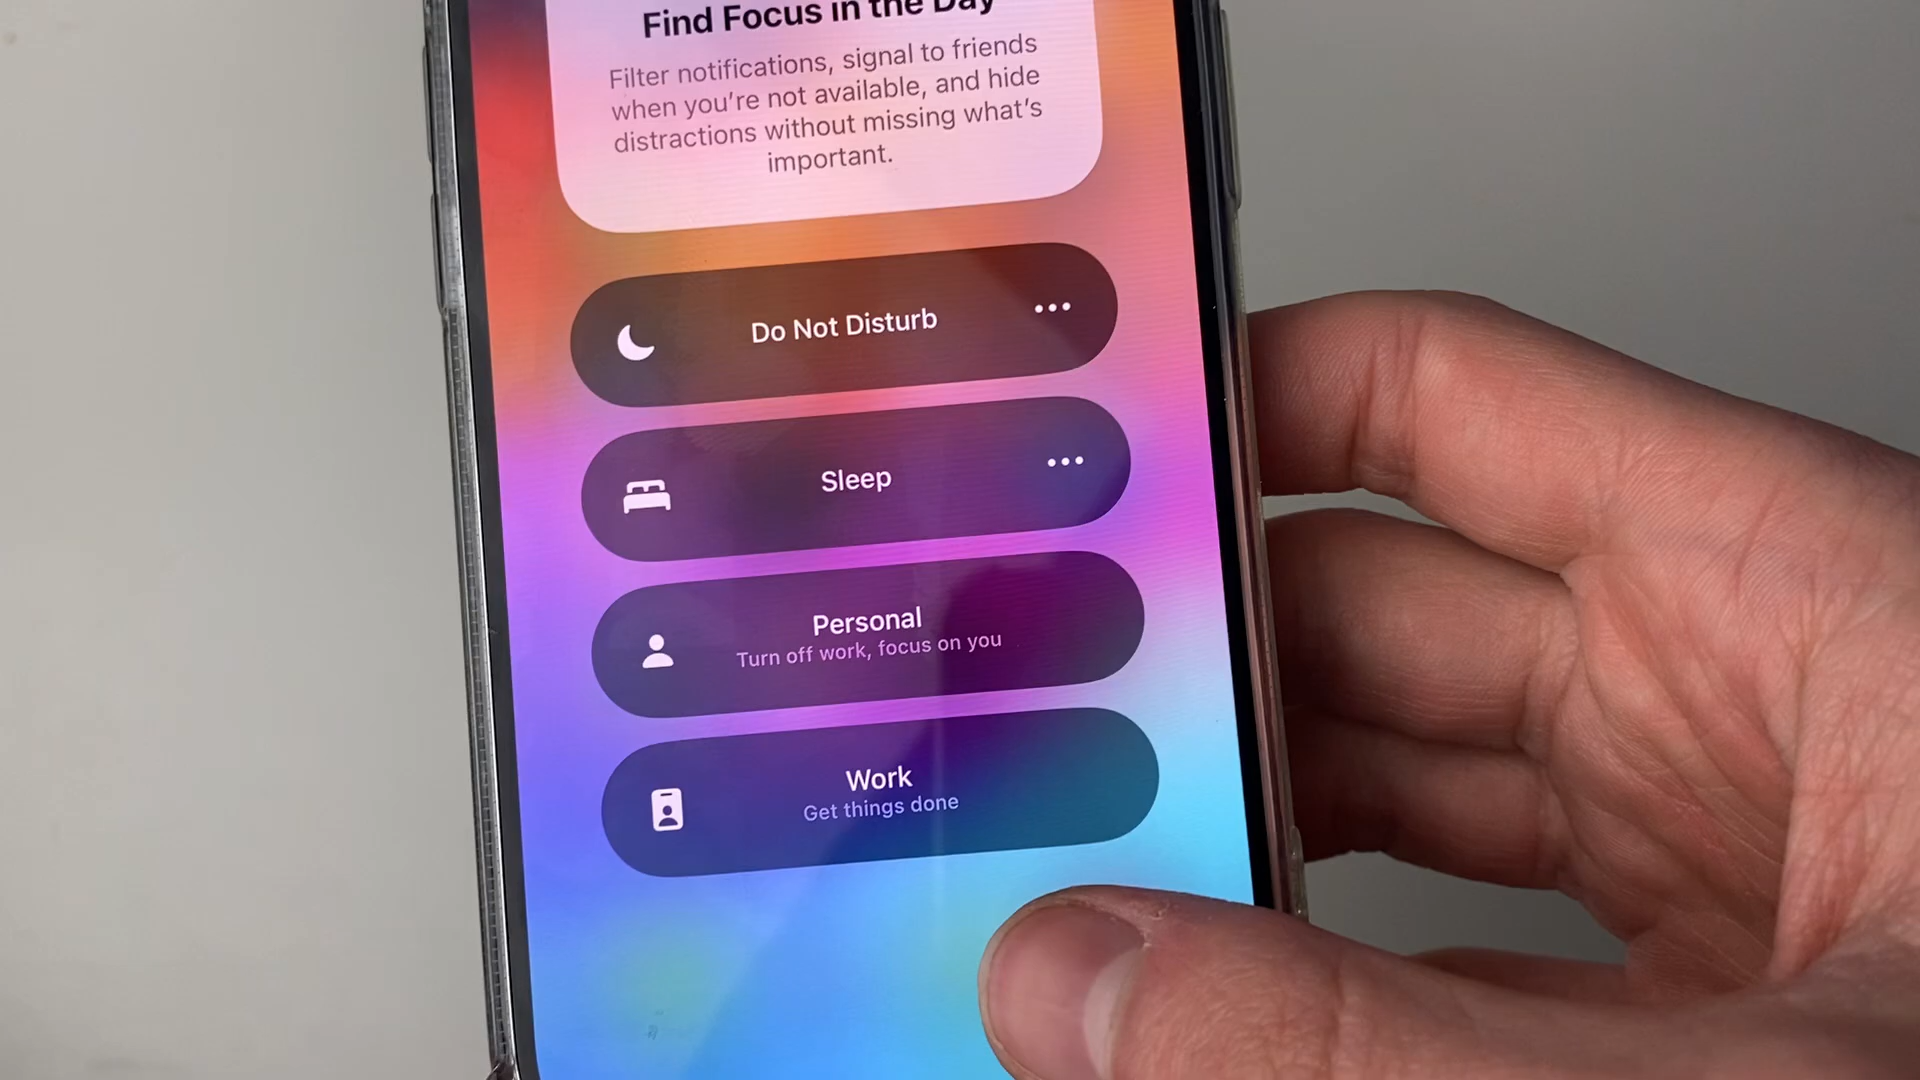 Find Focus in the Day
Filter notifications, signal to friends
when you're not available, and hide
distractions without missing what's
important.
Do Not Disturb
Sleep
Personal
Turn off work, focus on you
Work
Get things done